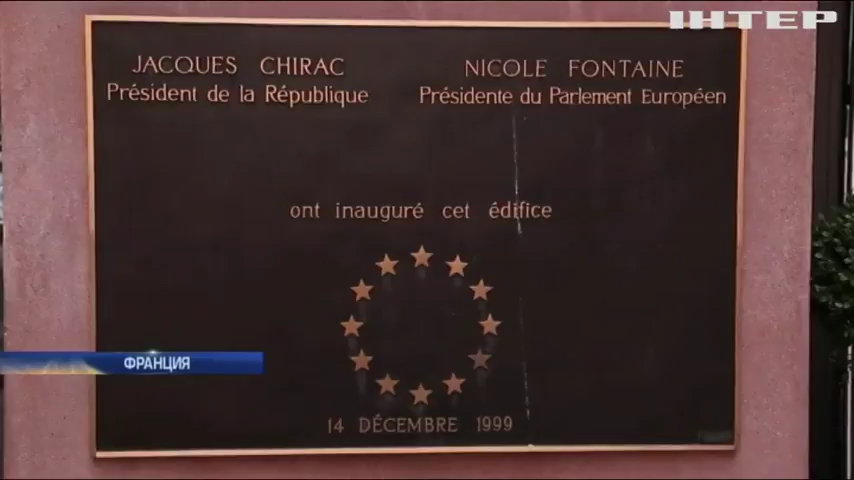 ІНТЕР
JACQUES CHIRAC
Président de la République
NICOLE FONTAINE
Présidente du Parlement Européen
ont inauguré cet édifice
ФРАНЦИЯ
14 DÉCEMBRE 1999